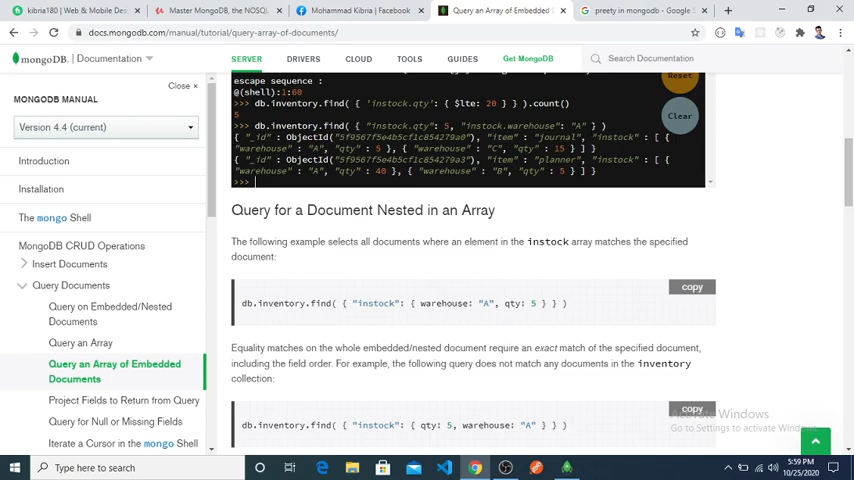 kibria180 | Web & Mobile Des
Master MongoDB, the NOSQL
Mohammad Kibria | Facebook
Query an Array of Embedded
preety in mongodb - Google S
docs.mongodb.com/manual/tutorial/query-array-of-documents/
mongoDB. | Documentation
SERVER
DRIVERS
CLOUD
TOOLS
GUIDES
Get MongoDB
Search Documentation
Close ×
MONGODB MANUAL
Version 4.4 (current)
Introduction
Installation
The mongo Shell
MongoDB CRUD Operations
Insert Documents
Query Documents
Query on Embedded/Nested
Documents
Query an Array
Query an Array of Embedded
Documents
Project Fields to Return from Query
Query for Null or Missing Fields
Iterate a Cursor in the mongo Shell
escape sequence :
@(shell):1:60
>>> db.inventory.find( { 'instock.qty': { $lte: 20 } } ).count()
5
>>> db.inventory.find( { "instock.qty": 5, "instock.warehouse": "A" } )
{ "_id" : ObjectId("5f9567f5e4b5cf1c854279a0"), "item" : "journal", "instock" : [ {
"warehouse" : "A", "qty" : 5 }, { "warehouse" : "C", "qty" : 15 } ] }
{ "_id" : ObjectId("5f9567f5e4b5cf1c854279a3"), "item" : "planner", "instock" : [ {
"warehouse" : "A", "qty" : 40 }, { "warehouse" : "B", "qty" : 5 } ] }
>>>
Reset
Clear
Query for a Document Nested in an Array
The following example selects all documents where an element in the instock array matches the specified
document:
copy
db.inventory.find( { "instock": { warehouse: "A", qty: 5 } } )
Equality matches on the whole embedded/nested document require an exact match of the specified document,
including the field order. For example, the following query does not match any documents in the inventory
collection:
copy
db.inventory.find( { "instock": { qty: 5, warehouse: "A" } } )
Activate Windows
Go to Settings to activate Windows.
Type here to search
5:59 PM
10/25/2020